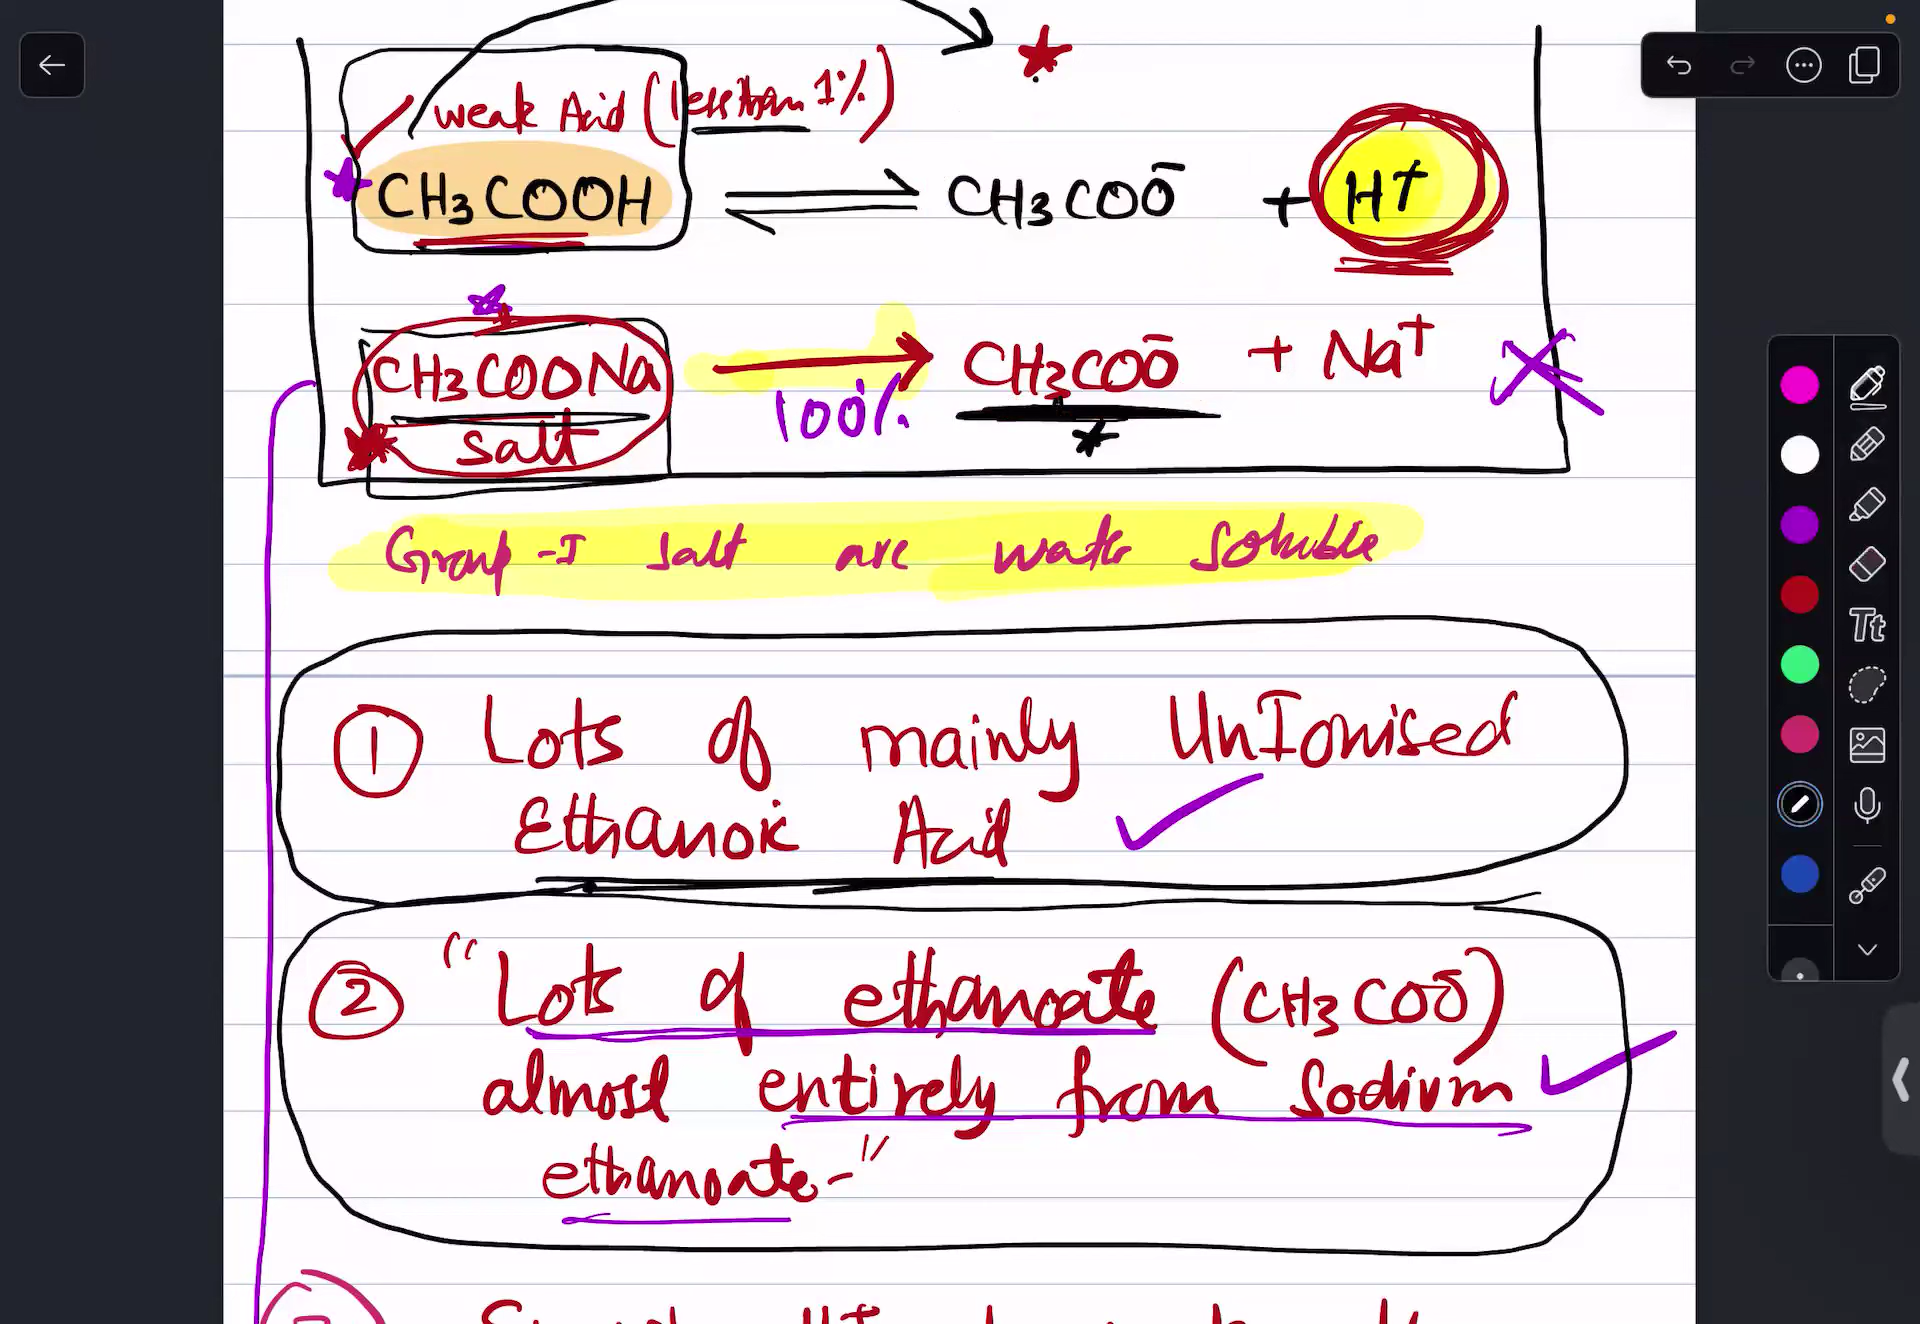 weak Acid (less than 1%)
CH3COOH ⇌ CH3COO⁻ + H⁺
CH3COONa → CH3COO⁻ + Na⁺
100%
salt
Group-I salt are water soluble
① Lots of mainly UnIonised
Ethanoic Acid
② "Lots of ethanoate (CH3COO⁻)
almost entirely from Sodium
ethanoate-"
Tt